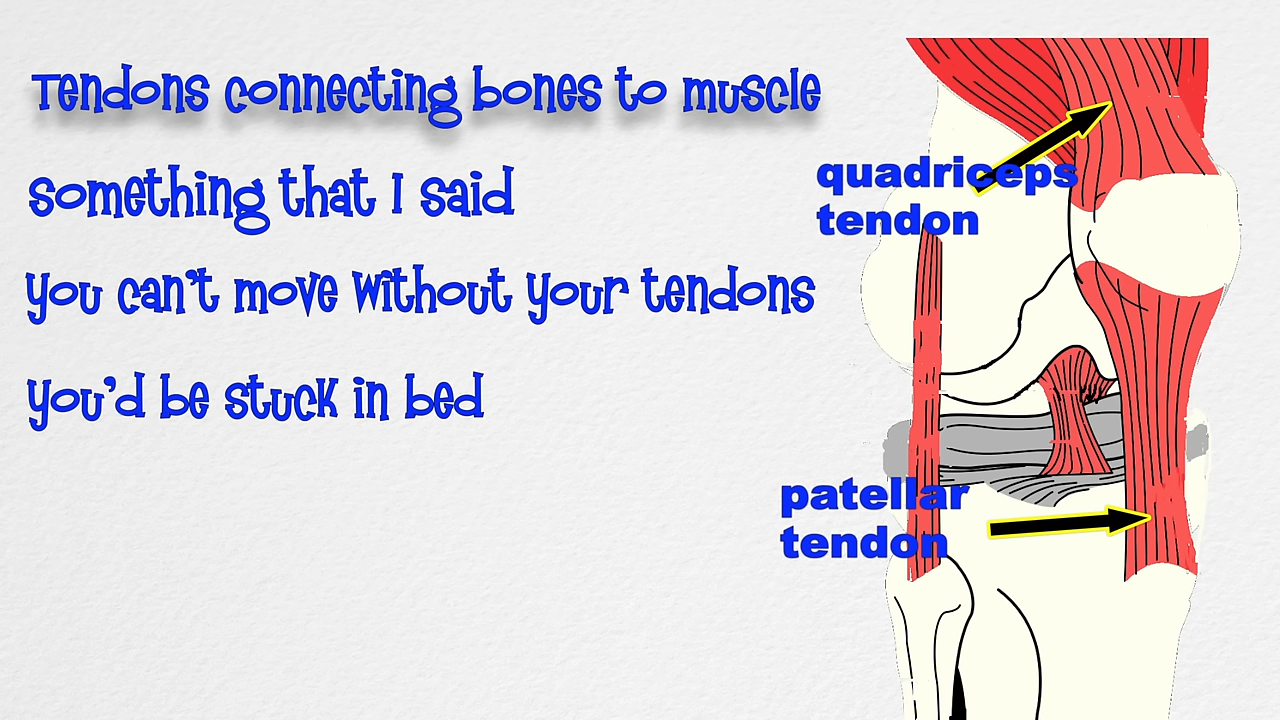 Tendons connecting bones to muscle
something that I said
you can't move without your tendons
you'd be stuck in bed
quadriceps
tendon
patellar
tendon